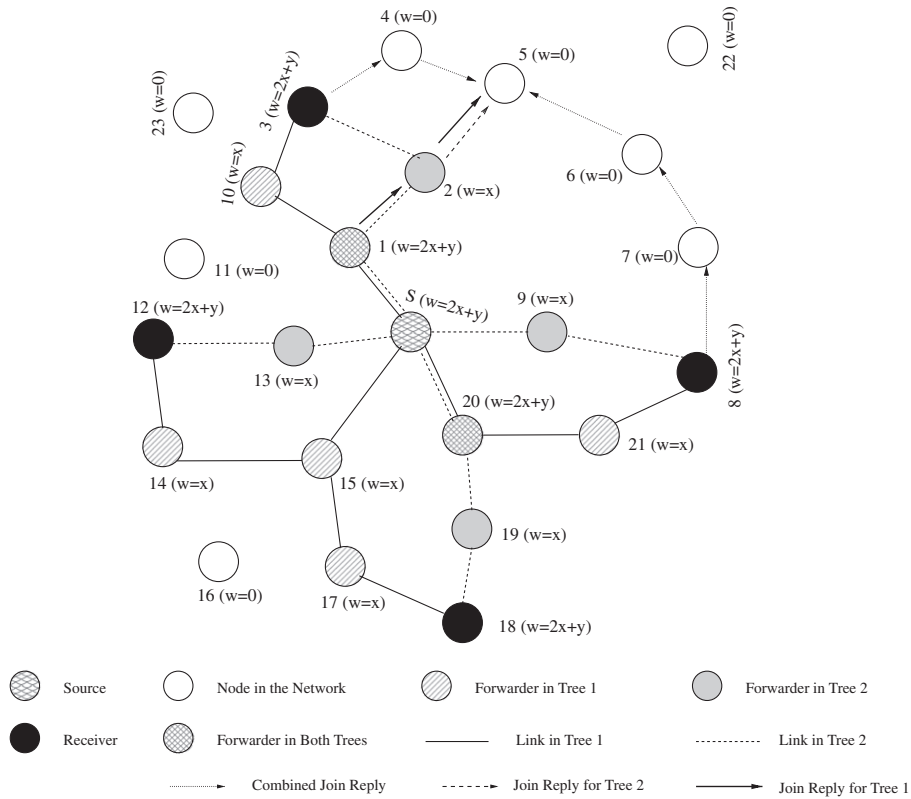 4 (w=0)
5 (w=0)
22 (w=0)
3 (w=2x+y)
23 (w=0)
10 (w=x)
6 (w=0)
2 (w=x)
1 (w=2x+y)
7 (w=0)
11 (w=0)
12 (w=2x+y)
S (w=2x+y)
9 (w=x)
13 (w=x)
8 (w=2x+y)
20 (w=2x+y)
21 (w=x)
14 (w=x)
15 (w=x)
19 (w=x)
16 (w=0)
17 (w=x)
18 (w=2x+y)
Source
Node in the Network
Forwarder in Tree 1
Forwarder in Tree 2
Receiver
Forwarder in Both Trees
Link in Tree 1
Link in Tree 2
Combined Join Reply
Join Reply for Tree 2
Join Reply for Tree 1